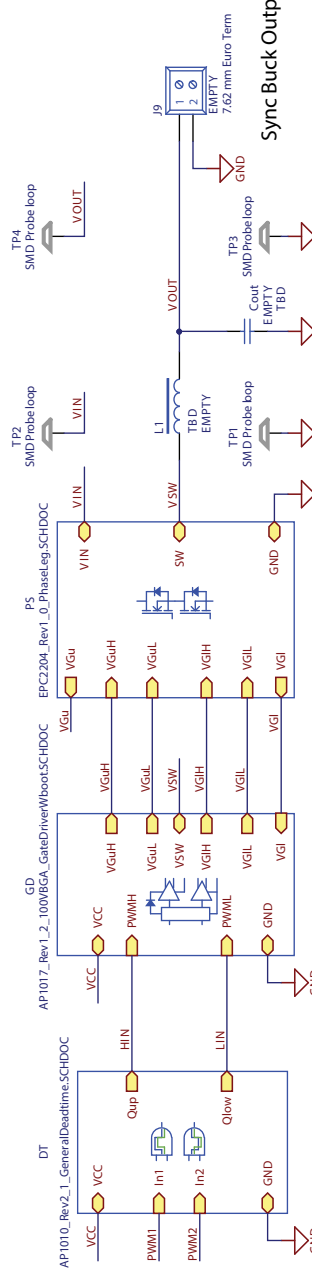 DT
AP1010_Rev2_1_GeneralDeadtime.SCHDOC
VCC
VCC
PWM1
In1
PWM2
In2
GND
GND
Qup
Qlow
HIN
LIN
GD
AP1017_Rev1_2_100VBGA_GateDriverWboot.SCHDOC
VCC
VCC
PWMH
PWML
GND
GND
VGuH
VGuL
VSW
VGlH
VGlL
VGl
VGuH
VGuL
VSW
VGlH
VGlL
VGl
PS
EPC2204_Rev1_0_PhaseLeg.SCHDOC
VGu
VGu
VGuH
VGuL
VGlH
VGlL
VGl
VIN
VIN
SW
VSW
GND
TP2
SMD Probe loop
VIN
TP4
SMD Probe loop
VOUT
L1
TBD
EMPTY
VOUT
TP1
SMD Probe loop
Cout
EMPTY
TBD
TP3
SMD Probe loop
GND
J9
1
2
EMPTY
7.62 mm Euro Term
Sync Buck Outp